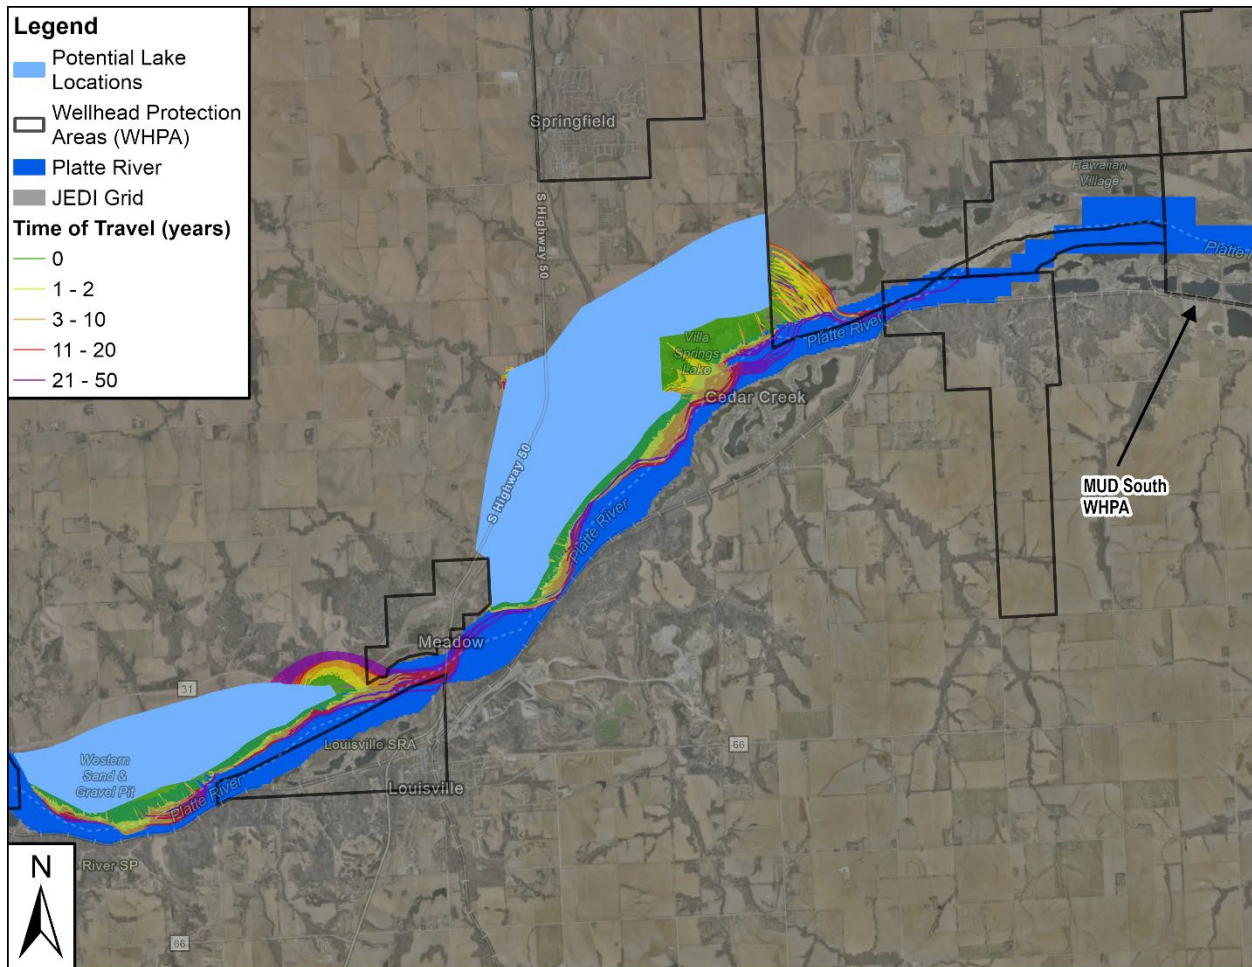 Legend
Potential Lake
Locations
Wellhead Protection
Areas (WHPA)
Platte River
JEDI Grid
Time of Travel (years)
0
1 - 2
3 - 10
11 - 20
21 - 50
Springfield
S Highway 50
Hawaiian
Village
Platte
Villa
Springs
Lake
Platte River
Cedar Creek
S Highway 50
MUD South
WHPA
Platte River
Meadow
31
Louisville SRA
66
Western
Sand &
Gravel Pit
Platte River
Louisville
River SP
N
66